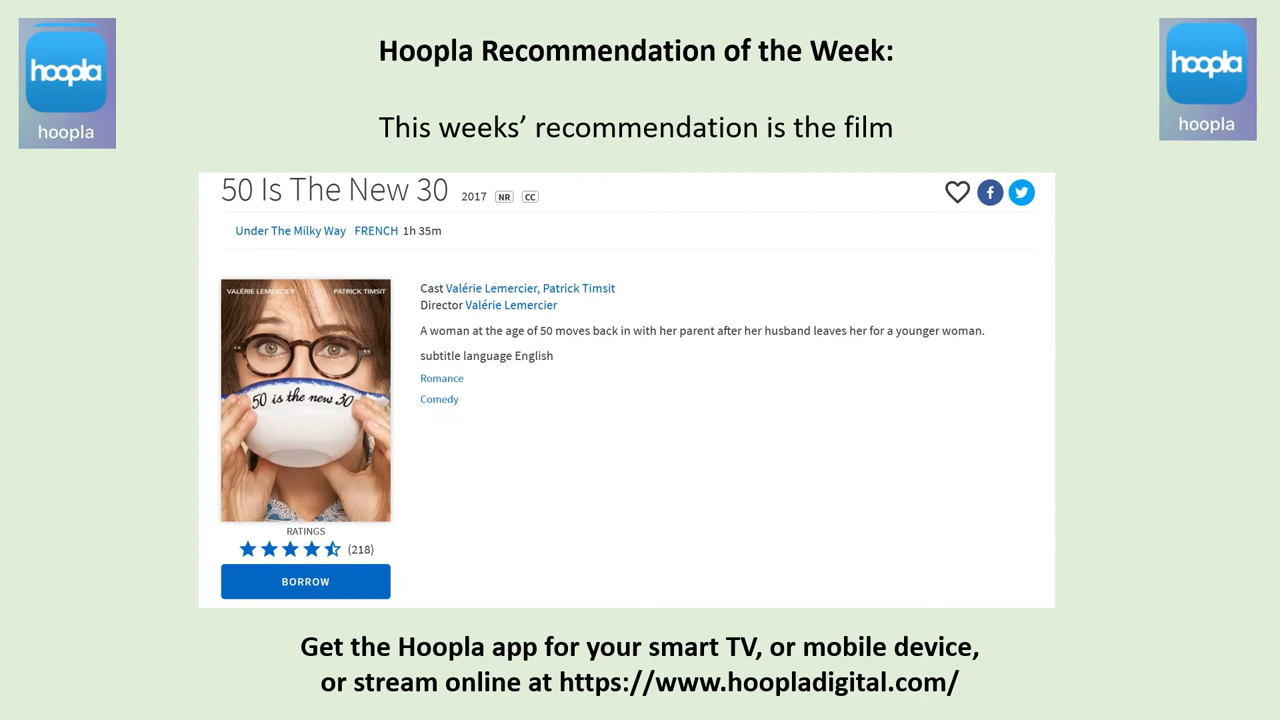 hoopla
hoopla
Hoopla Recommendation of the Week:
hoopla
hoopla
This weeks’ recommendation is the film
50 Is The New 30 2017 NR CC
Under The Milky Way FRENCH 1h 35m
VALÉRIE LEMERCIER PATRICK TIMSIT
50 is the new 30
Cast Valérie Lemercier, Patrick Timsit
Director Valérie Lemercier
A woman at the age of 50 moves back in with her parent after her husband leaves her for a younger woman.
subtitle language English
Romance
Comedy
RATINGS
(218)
BORROW
Get the Hoopla app for your smart TV, or mobile device,
or stream online at https://www.hoopladigital.com/